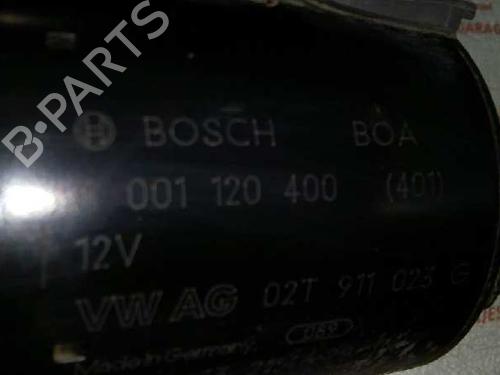 B-PARTS
BOSCH BOA
001 120 400 (401)
12V
VW AG 02T 911 023 G
Made in Germany